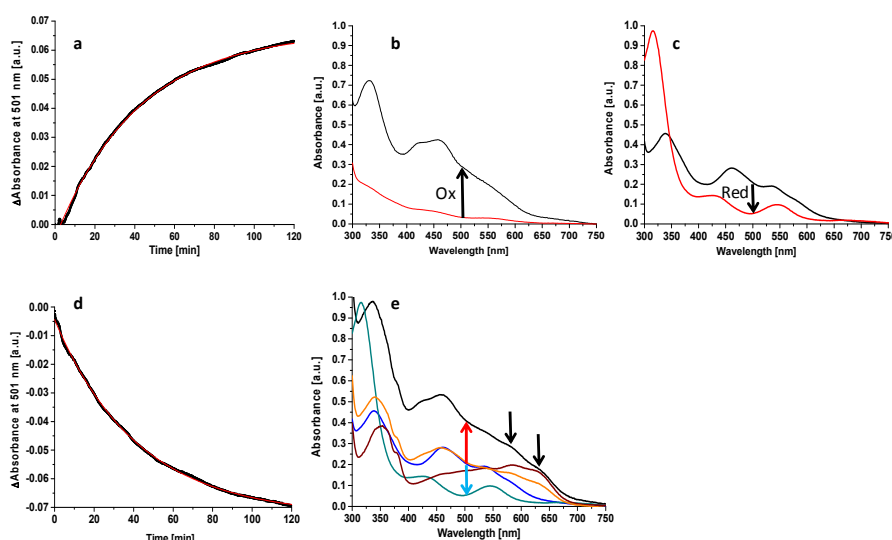 a
0.07
0.06
0.05
0.04
0.03
0.02
0.01
0.00
0 20 40 60 80 100 120
Time [min]
ΔAbsorbance at 501 nm [a.u.]
b
1.0
0.9
0.8
0.7
0.6
0.5
0.4
0.3
0.2
0.1
0.0
Ox
300 350 400 450 500 550 600 650 700 750
Wavelength [nm]
Absorbance [a.u.]
c
1.0
0.9
0.8
0.7
0.6
0.5
0.4
0.3
0.2
0.1
0.0
Red
300 350 400 450 500 550 600 650 700 750
Wavelength [nm]
Absorbance [a.u.]
d
0.00
-0.01
-0.02
-0.03
-0.04
-0.05
-0.06
-0.07
0 20 40 60 80 100 120
Time [min]
ΔAbsorbance at 501 nm [a.u.]
e
1.0
0.9
0.8
0.7
0.6
0.5
0.4
0.3
0.2
0.1
0.0
300 350 400 450 500 550 600 650 700 750
Wavelength [nm]
Absorbance [a.u.]